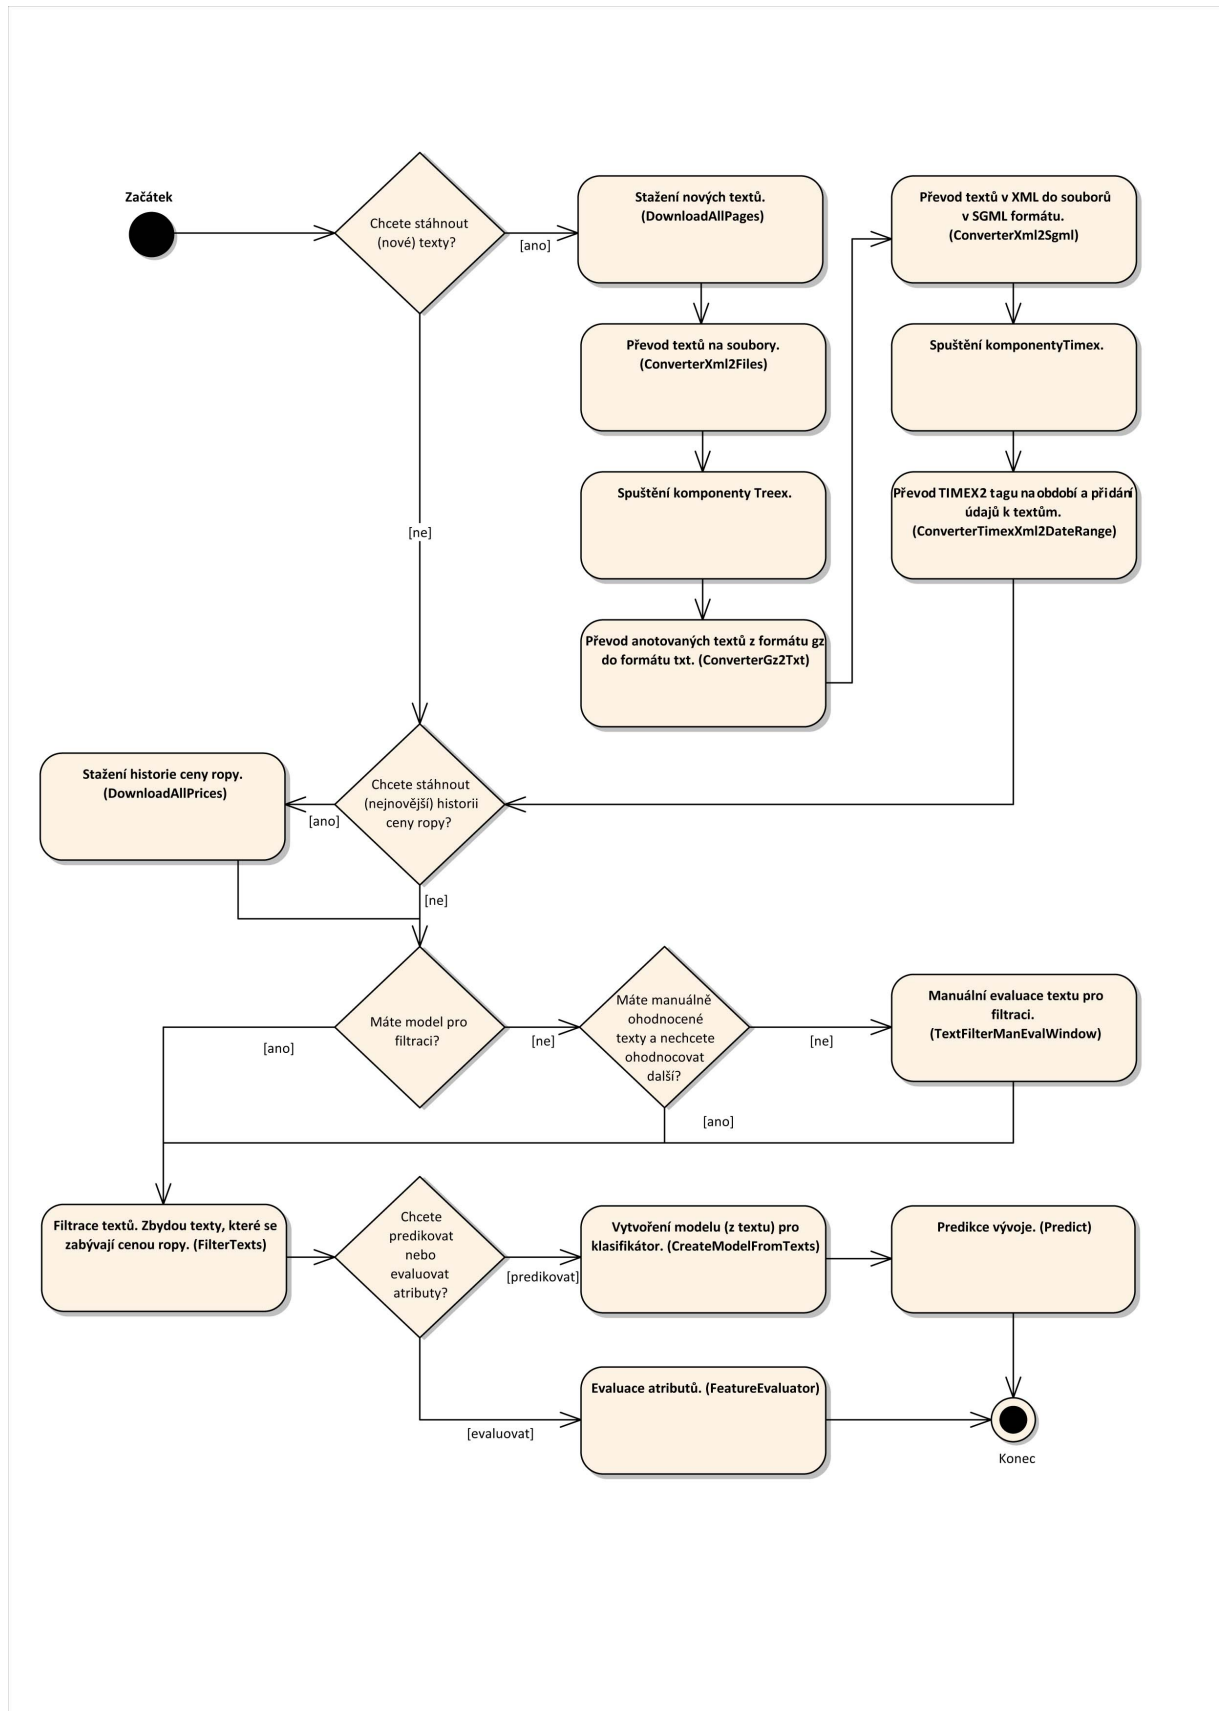 Začátek
Chcete stáhnout
(nové) texty?
[ano]
[ne]
Stažení nových textů.
(DownloadAllPages)
Převod textů na soubory.
(ConverterXml2Files)
Spuštění komponenty Treex.
Převod anotovaných textů z formátu gz
do formátu txt. (ConverterGz2Txt)
Převod textů v XML do souborů
v SGML formátu.
(ConverterXml2Sgml)
Spuštění komponentyTimex.
Převod TIMEX2 tagu na období a přidání
údajů k textům.
(ConverterTimexXml2DateRange)
Chcete stáhnout
(nejnovější) historii
ceny ropy?
[ano]
[ne]
Stažení historie ceny ropy.
(DownloadAllPrices)
Máte model pro
filtraci?
[ano]
[ne]
Máte manuálně
ohodnocené
texty a nechcete
ohodnocovat
další?
[ne]
[ano]
Manuální evaluace textu pro
filtraci.
(TextFilterManEvalWindow)
Filtrace textů. Zbydou texty, které se
zabývají cenou ropy. (FilterTexts)
Chcete
predikovat
nebo
evaluovat
atributy?
[predikovat]
[evaluovat]
Vytvoření modelu (z textu) pro
klasifikátor. (CreateModelFromTexts)
Predikce vývoje. (Predict)
Evaluace atributů. (FeatureEvaluator)
Konec